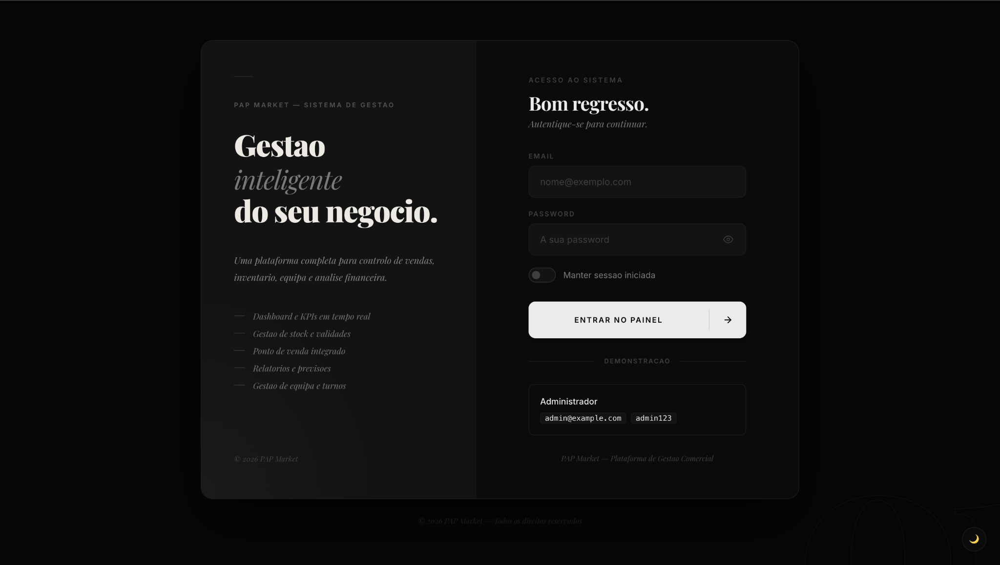 PAP MARKET — SISTEMA DE GESTAO
Gestao
inteligente
do seu negocio.
Uma plataforma completa para controlo de vendas,
inventario, equipa e analise financeira.
— Dashboard e KPIs em tempo real
— Gestao de stock e validades
— Ponto de venda integrado
— Relatorios e previsoes
— Gestao de equipa e turnos
© 2026 PAP Market
ACESSO AO SISTEMA
Bom regresso.
Autentique-se para continuar.
EMAIL
nome@exemplo.com
PASSWORD
A sua password
Manter sessao iniciada
ENTRAR NO PAINEL →
DEMONSTRACAO
Administrador
admin@example.com admin123
PAP Market — Plataforma de Gestao Comercial
© 2026 PAP Market — Todos os direitos reservados